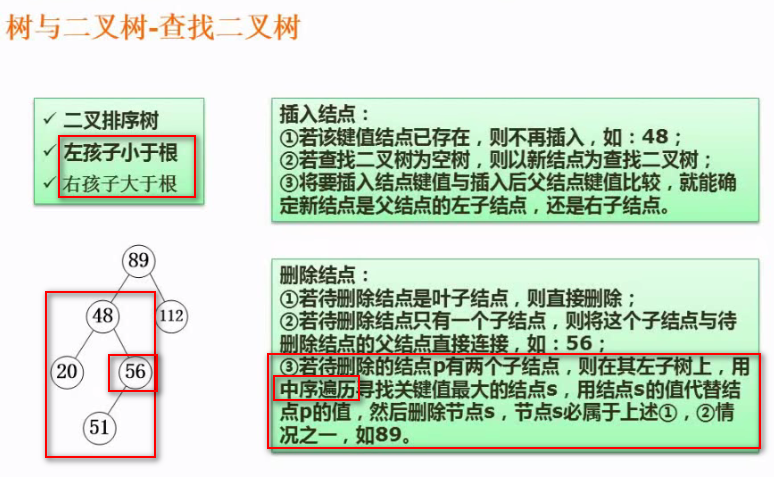 树与二叉树-查找二叉树
✓ 二叉排序树
✓ 左孩子小于根
✓ 右孩子大于根
插入结点：
①若该键值结点已存在，则不再插入，如：48；
②若查找二叉树为空树，则以新结点为查找二叉树；
③将要插入结点键值与插入后父结点键值比较，就能确
定新结点是父结点的左子结点，还是右子结点。
89
48
112
20
56
51
删除结点：
①若待删除结点是叶子结点，则直接删除；
②若待删除结点只有一个子结点，则将这个子结点与待
删除结点的父结点直接连接，如：56；
③若待删除的结点p有两个子结点，则在其左子树上，用
中序遍历寻找关键值最大的结点s，用结点s的值代替结
点p的值，然后删除节点s，节点s必属于上述①，②情
况之一，如89。